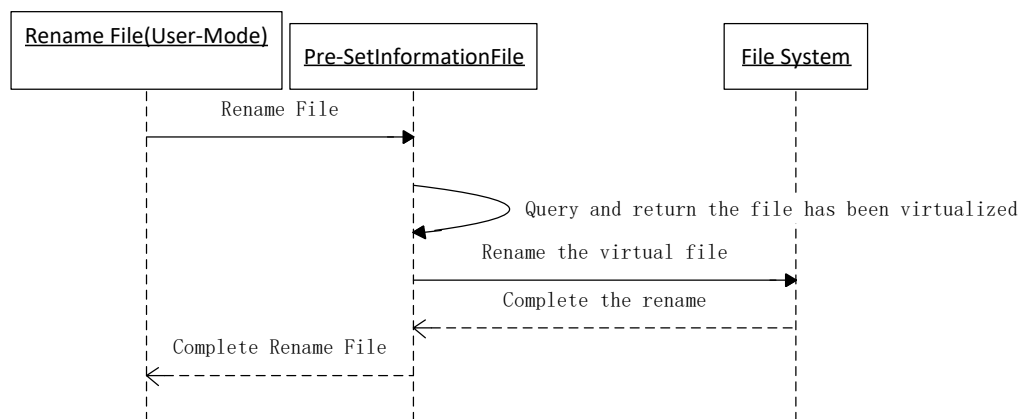 Rename File(User-Mode)
Pre-SetInformationFile
File System
Rename File
Query and return the file has been virtualized
Rename the virtual file
Complete the rename
Complete Rename File